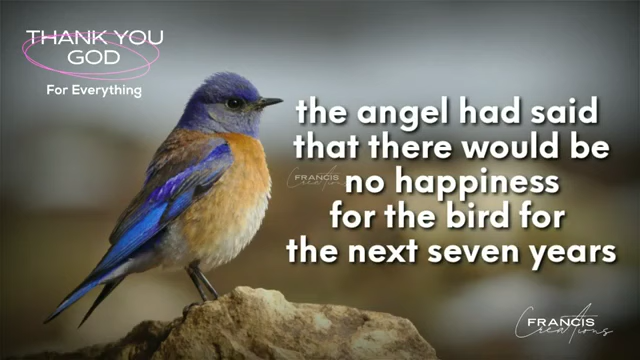 THANK YOU
GOD
For Everything
the angel had said
that there would be
no happiness
for the bird for
the next seven years
FRANCIS
Creations
FRANCIS
Creations